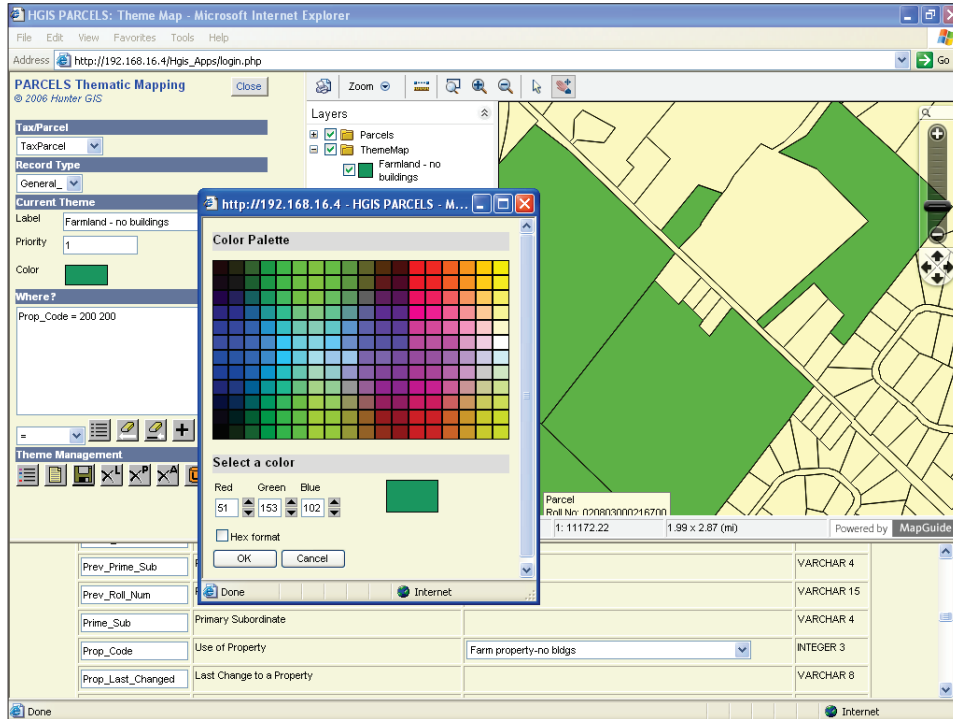 HGIS PARCELS: Theme Map - Microsoft Internet Explorer
File Edit View Favorites Tools Help
Address http://192.168.16.4/Hgis_Apps/login.php Go
PARCELS Thematic Mapping Close
© 2006 Hunter GIS
Zoom
Tax/Parcel
TaxParcel
Record Type
General_
Current Theme
Label Farmland - no buildings
Priority 1
Color
Where?
Prop_Code = 200 200
=
Theme Management
L P A
Layers
Parcels
ThemeMap
Farmland - no
buildings
http://192.168.16.4 - HGIS PARCELS - M...
Color Palette
Select a color
Red Green Blue
51 153 102
Hex format
OK Cancel
Done Internet
Parcel
Roll No: 020803000216700
1: 11172.22 1.99 x 2.87 (mi) Powered by MapGuide
Prev_Prime_Sub VARCHAR 4
Prev_Roll_Num VARCHAR 15
Prime_Sub Primary Subordinate VARCHAR 4
Prop_Code Use of Property Farm property-no bldgs INTEGER 3
Prop_Last_Changed Last Change to a Property VARCHAR 8
Done Internet